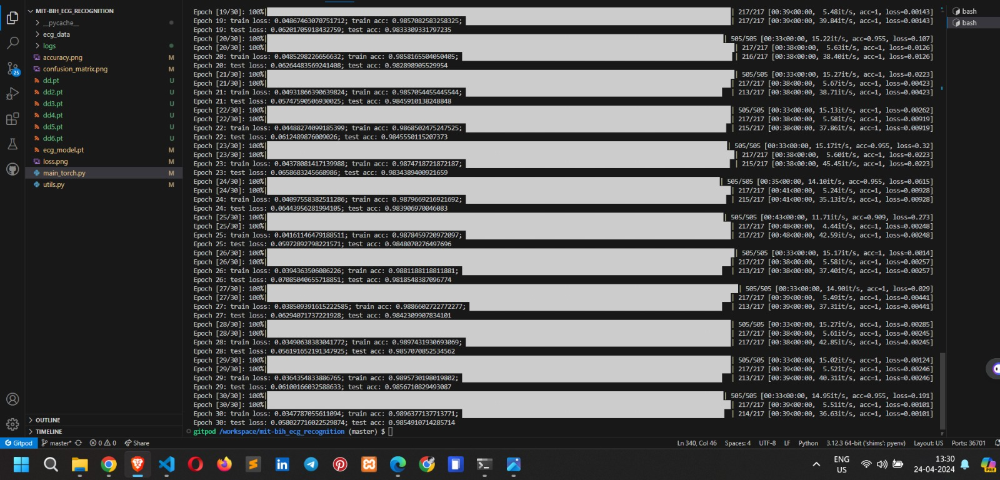 MIT-BIH_ECG_RECOGNITION
__pycache__
ecg_data
logs
accuracy.png M
confusion_matrix.png M
dd.pt U
dd2.pt U
dd3.pt U
dd4.pt U
dd5.pt U
dd6.pt U
ecg_model.pt M
loss.png M
main_torch.py M
utils.py M
OUTLINE
TIMELINE
25
Epoch [19/30]: 100%| | 217/217 [00:39<00:00, 5.48it/s, acc=1, loss=0.00143]
Epoch 19: train loss: 0.04867463070751712; train acc: 0.9857082583258325; | 217/217 [00:39<00:00, 39.84it/s, acc=1, loss=0.00143]
Epoch 19: test loss: 0.06201705918432759; test acc: 0.9833309331797235
Epoch [20/30]: 100%| | 505/505 [00:33<00:00, 15.22it/s, acc=0.955, loss=0.107]
Epoch [20/30]: 100%| | 217/217 [00:38<00:00, 5.63it/s, acc=1, loss=0.0126]
Epoch 20: train loss: 0.0485298226656632; train acc: 0.9858165504050405; | 216/217 [00:38<00:00, 38.40it/s, acc=1, loss=0.0126]
Epoch 20: test loss: 0.06264483569241408; test acc: 0.982898905529954
Epoch [21/30]: 100%| | 505/505 [00:33<00:00, 15.27it/s, acc=1, loss=0.0223]
Epoch [21/30]: 100%| | 217/217 [00:38<00:00, 5.67it/s, acc=1, loss=0.00423]
Epoch 21: train loss: 0.04931866390639824; train acc: 0.9857054455445544; | 213/217 [00:38<00:00, 38.71it/s, acc=1, loss=0.00423]
Epoch 21: test loss: 0.05747590506930025; test acc: 0.9845910138248848
Epoch [22/30]: 100%| | 505/505 [00:33<00:00, 15.13it/s, acc=1, loss=0.00262]
Epoch [22/30]: 100%| | 217/217 [00:38<00:00, 5.58it/s, acc=1, loss=0.00919]
Epoch 22: train loss: 0.04488274099185399; train acc: 0.9868502475247525; | 215/217 [00:38<00:00, 37.86it/s, acc=1, loss=0.00919]
Epoch 22: test loss: 0.0612489876009026; test acc: 0.9845550115207373
Epoch [23/30]: 100%| | 505/505 [00:33<00:00, 15.17it/s, acc=0.955, loss=0.32]
Epoch [23/30]: 100%| | 217/217 [00:38<00:00, 5.60it/s, acc=1, loss=0.0223]
Epoch 23: train loss: 0.04378081417139988; train acc: 0.9874718721872187; | 215/217 [00:38<00:00, 45.45it/s, acc=1, loss=0.0223]
Epoch 23: test loss: 0.0658683245668986; test acc: 0.9834389400921659
Epoch [24/30]: 100%| | 505/505 [00:35<00:00, 14.10it/s, acc=0.955, loss=0.0615]
Epoch [24/30]: 100%| | 217/217 [00:41<00:00, 5.24it/s, acc=1, loss=0.00928]
Epoch 24: train loss: 0.04097558382511286; train acc: 0.9879669216921692; | 215/217 [00:41<00:00, 35.13it/s, acc=1, loss=0.00928]
Epoch 24: test loss: 0.06443956281994105; test acc: 0.983906970046083
Epoch [25/30]: 100%| | 505/505 [00:43<00:00, 11.71it/s, acc=0.909, loss=0.273]
Epoch [25/30]: 100%| | 217/217 [00:48<00:00, 4.44it/s, acc=1, loss=0.00248]
Epoch 25: train loss: 0.04161146479188511; train acc: 0.9878459720972097; | 217/217 [00:48<00:00, 42.59it/s, acc=1, loss=0.00248]
Epoch 25: test loss: 0.05972892798221571; test acc: 0.9848070276497696
Epoch [26/30]: 100%| | 505/505 [00:33<00:00, 15.17it/s, acc=1, loss=0.0014]
Epoch [26/30]: 100%| | 217/217 [00:38<00:00, 5.58it/s, acc=1, loss=0.00257]
Epoch 26: train loss: 0.0394363506086226; train acc: 0.9881188118811881; | 213/217 [00:38<00:00, 37.40it/s, acc=1, loss=0.00257]
Epoch 26: test loss: 0.07085040655718851; test acc: 0.9818548387096774
Epoch [27/30]: 100%| | 505/505 [00:33<00:00, 14.90it/s, acc=1, loss=0.029]
Epoch [27/30]: 100%| | 217/217 [00:39<00:00, 5.49it/s, acc=1, loss=0.00441]
Epoch 27: train loss: 0.038509391615222585; train acc: 0.9886602722772277; | 213/217 [00:39<00:00, 37.31it/s, acc=1, loss=0.00441]
Epoch 27: test loss: 0.06294071737221928; test acc: 0.9842309907834101
Epoch [28/30]: 100%| | 505/505 [00:33<00:00, 15.27it/s, acc=1, loss=0.00285]
Epoch [28/30]: 100%| | 217/217 [00:38<00:00, 5.61it/s, acc=1, loss=0.00245]
Epoch 28: train loss: 0.03490638383041772; train acc: 0.9897431930693069; | 217/217 [00:38<00:00, 42.85it/s, acc=1, loss=0.00245]
Epoch 28: test loss: 0.056191652191347925; test acc: 0.9857070852534562
Epoch [29/30]: 100%| | 505/505 [00:33<00:00, 15.02it/s, acc=1, loss=0.00124]
Epoch [29/30]: 100%| | 217/217 [00:39<00:00, 5.52it/s, acc=1, loss=0.00246]
Epoch 29: train loss: 0.0364354833886765; train acc: 0.9895730198019802; | 213/217 [00:39<00:00, 40.31it/s, acc=1, loss=0.00246]
Epoch 29: test loss: 0.06100166032588633; test acc: 0.9856710829493087
Epoch [30/30]: 100%| | 505/505 [00:33<00:00, 14.95it/s, acc=0.955, loss=0.191]
Epoch [30/30]: 100%| | 217/217 [00:39<00:00, 5.51it/s, acc=1, loss=0.00101]
Epoch 30: train loss: 0.0347787055611094; train acc: 0.9896377137713771; | 214/217 [00:39<00:00, 36.63it/s, acc=1, loss=0.00101]
Epoch 30: test loss: 0.058027716022529874; test acc: 0.9854910714285714
gitpod /workspace/mit-bih_ecg_recognition (master) $
bash
bash
Gitpod master* 0 0 Share Ln 340, Col 46 Spaces: 4 UTF-8 LF Python 3.12.3 64-bit ('shims': pyenv) Layout: US Ports: 36701
ENG
US
13:30
24-04-2024
PRE